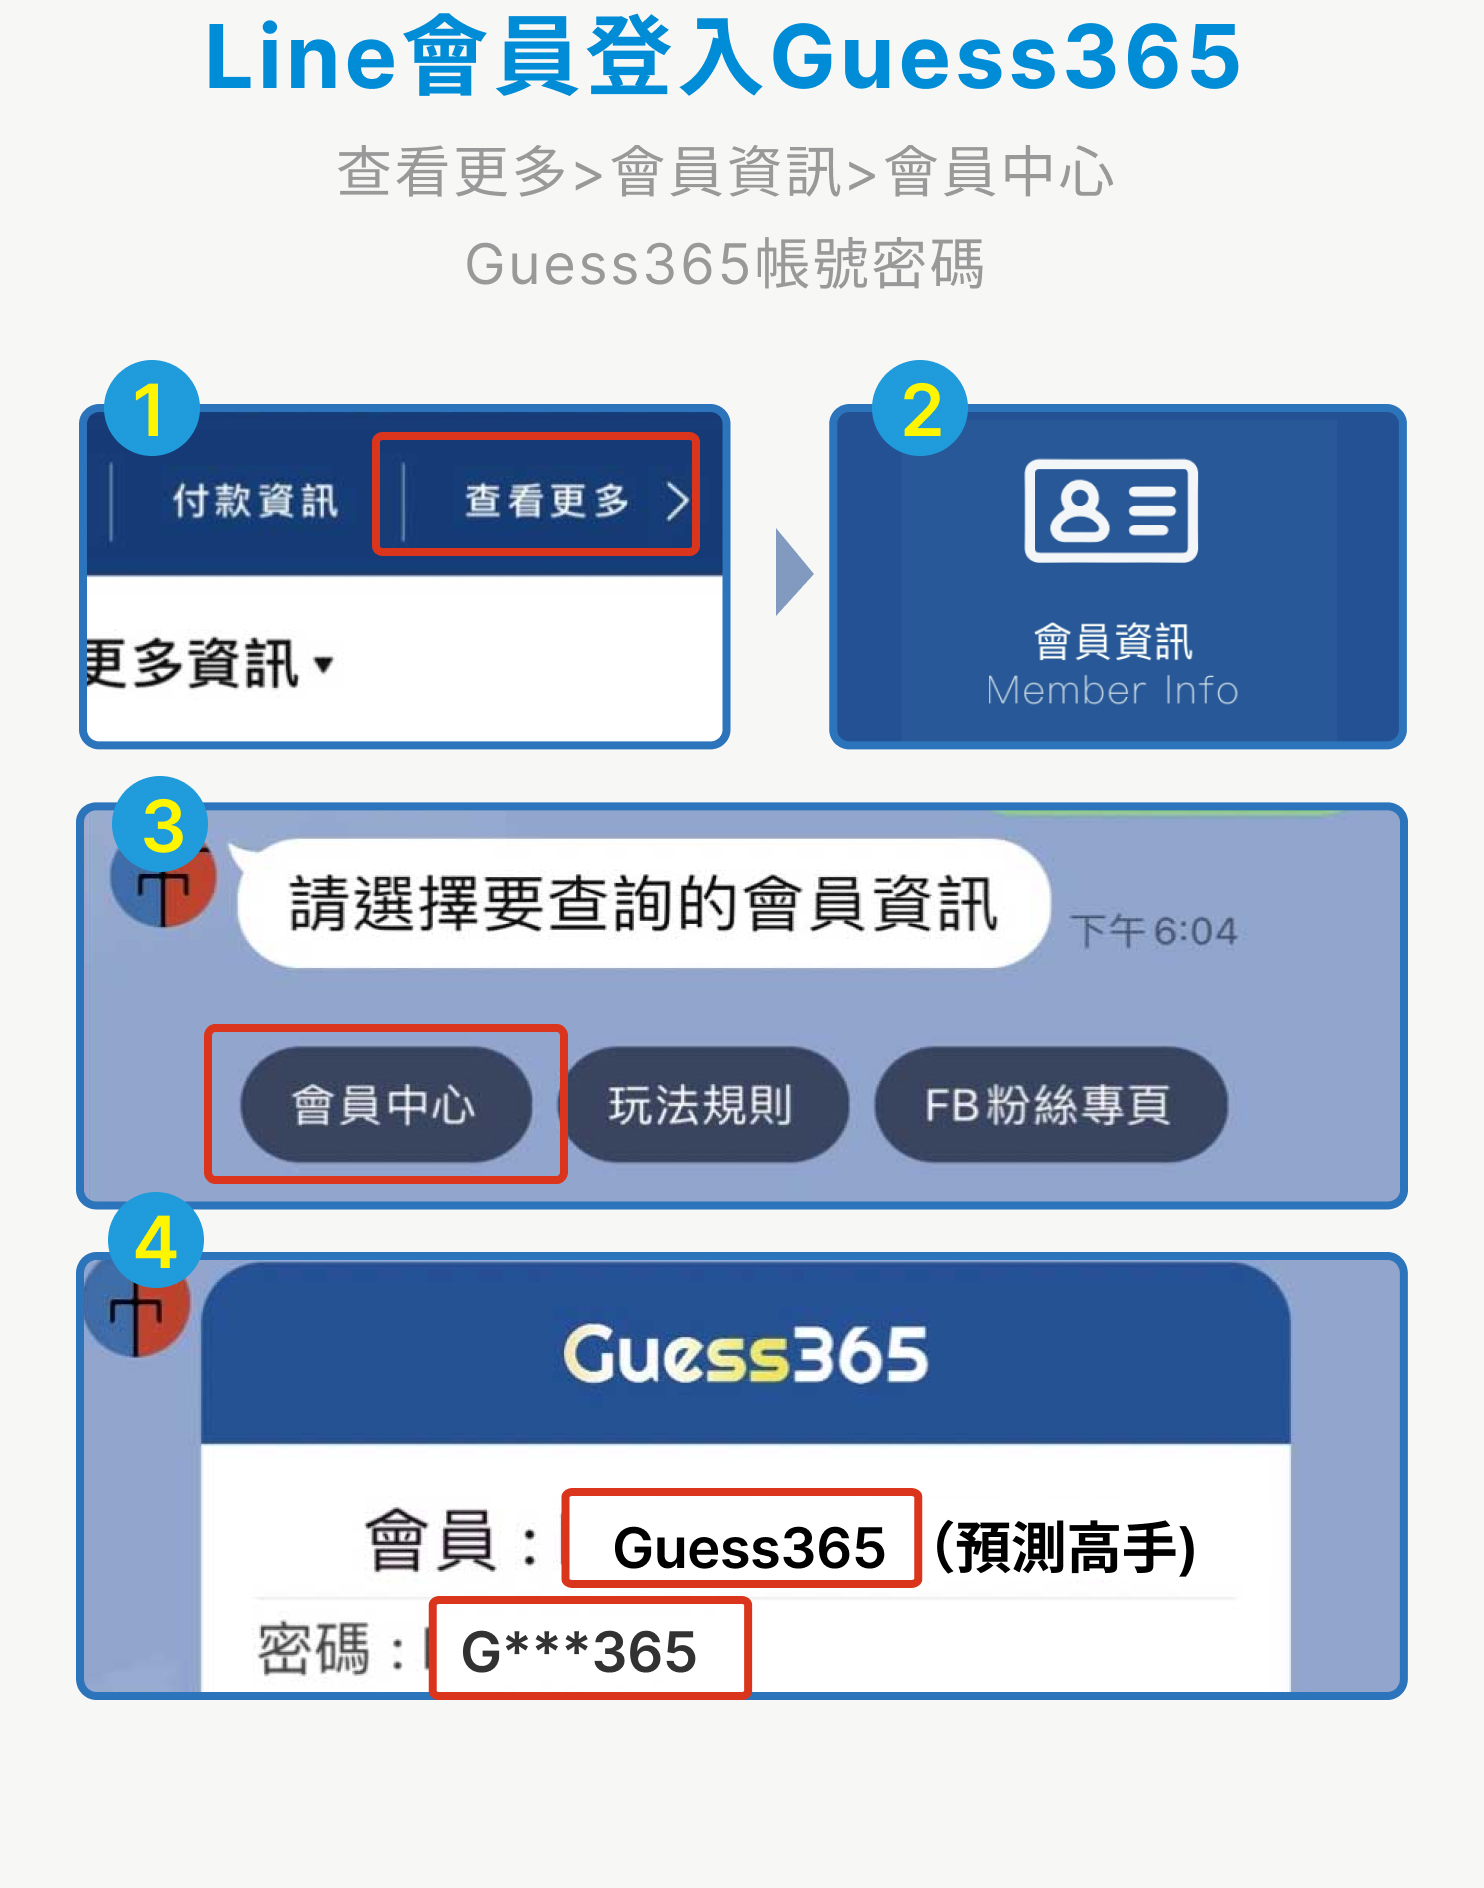 Line會員登入Guess365
查看更多>會員資訊>會員中心
Guess365帳號密碼
1
付款資訊
查看更多
更多資訊
2
會員資訊
Member Info
3
請選擇要查詢的會員資訊
下午 6:04
會員中心
玩法規則
FB粉絲專頁
4
Guess365
會員 : Guess365 (預測高手)
密碼 : G***365